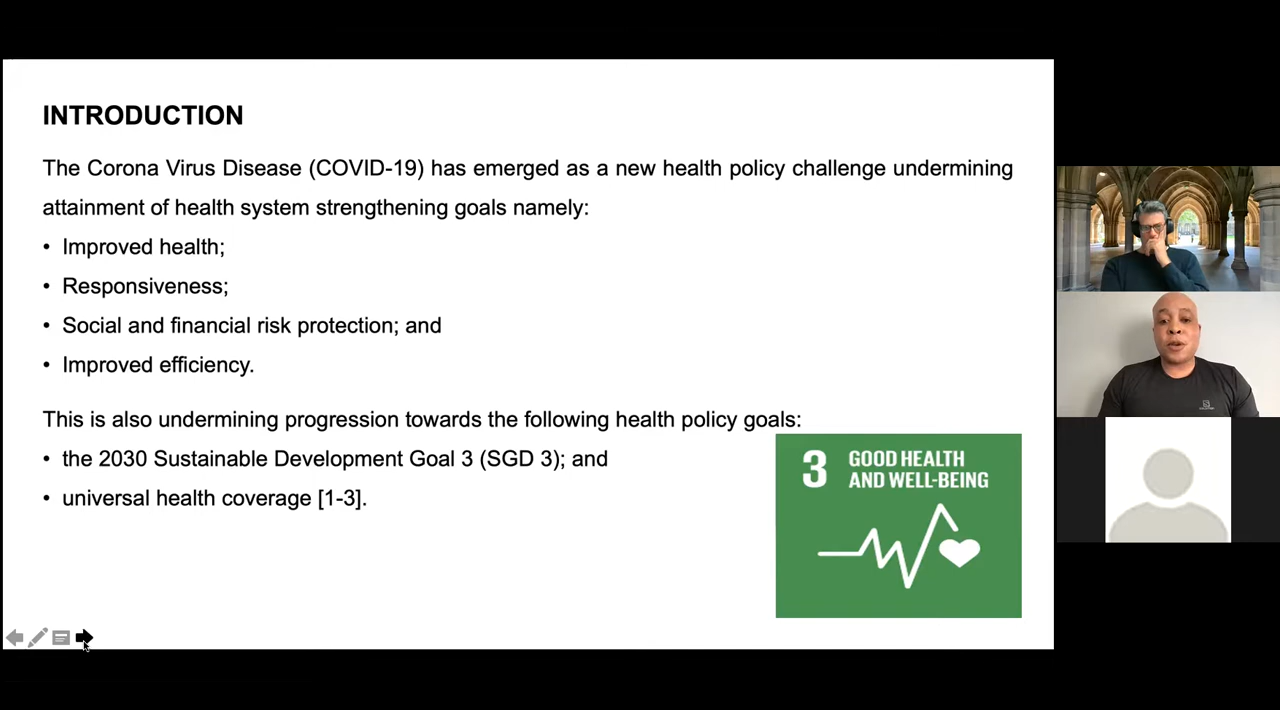 INTRODUCTION
The Corona Virus Disease (COVID-19) has emerged as a new health policy challenge undermining
attainment of health system strengthening goals namely:
• Improved health;
• Responsiveness;
• Social and financial risk protection; and
• Improved efficiency.
This is also undermining progression towards the following health policy goals:
• the 2030 Sustainable Development Goal 3 (SGD 3); and
• universal health coverage [1-3].
3 GOOD HEALTH
AND WELL-BEING